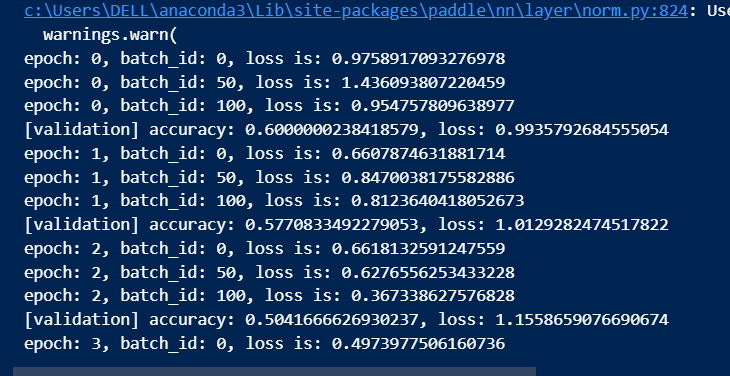 c:\Users\DELL\anaconda3\Lib\site-packages\paddle\nn\layer\norm.py:824: Use
warnings.warn(
epoch: 0, batch_id: 0, loss is: 0.9758917093276978
epoch: 0, batch_id: 50, loss is: 1.436093807220459
epoch: 0, batch_id: 100, loss is: 0.954757809638977
[validation] accuracy: 0.6000000238418579, loss: 0.9935792684555054
epoch: 1, batch_id: 0, loss is: 0.6607874631881714
epoch: 1, batch_id: 50, loss is: 0.8470038175582886
epoch: 1, batch_id: 100, loss is: 0.8123640418052673
[validation] accuracy: 0.5770833492279053, loss: 1.0129282474517822
epoch: 2, batch_id: 0, loss is: 0.6618132591247559
epoch: 2, batch_id: 50, loss is: 0.6276556253433228
epoch: 2, batch_id: 100, loss is: 0.367338627576828
[validation] accuracy: 0.5041666626930237, loss: 1.1558659076690674
epoch: 3, batch_id: 0, loss is: 0.4973977506160736